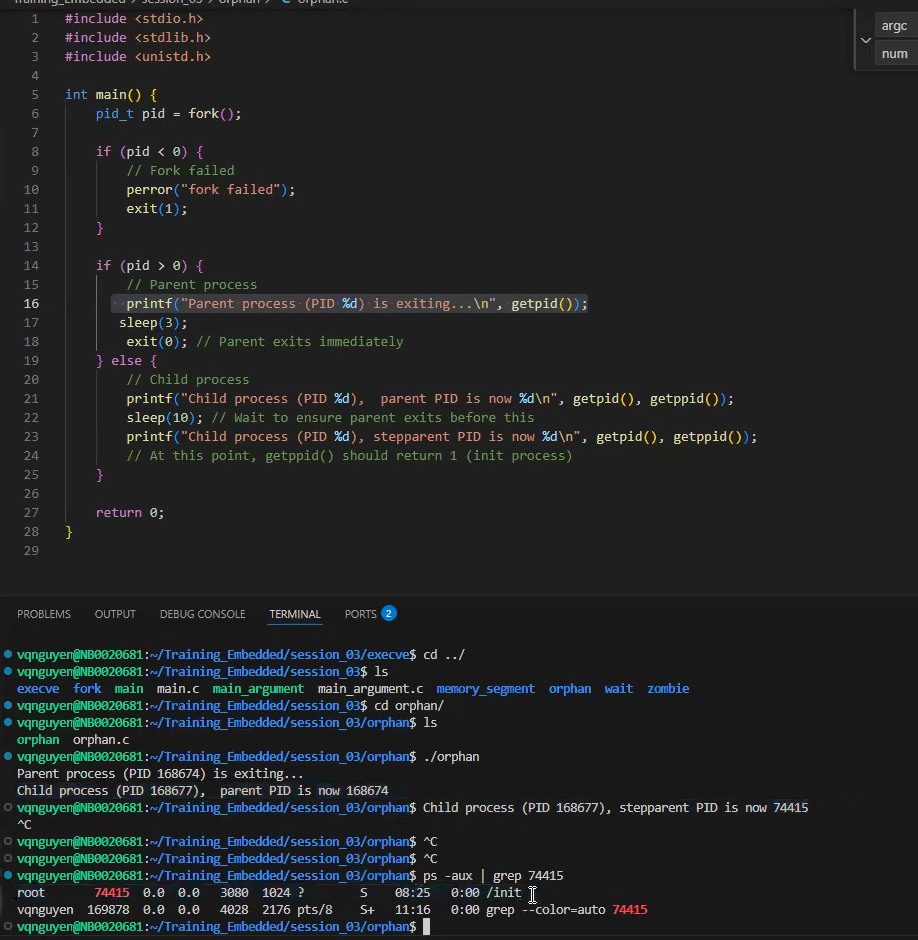 Training_Embedded > session_03 > orphan > C orphan.c
argc
num
1 #include <stdio.h>
2 #include <stdlib.h>
3 #include <unistd.h>
4
5 int main() {
6 pid_t pid = fork();
7
8 if (pid < 0) {
9 // Fork failed
10 perror("fork failed");
11 exit(1);
12 }
13
14 if (pid > 0) {
15 // Parent process
16 printf("Parent process (PID %d) is exiting...\n", getpid());
17 sleep(3);
18 exit(0); // Parent exits immediately
19 } else {
20 // Child process
21 printf("Child process (PID %d),  parent PID is now %d\n", getpid(), getppid());
22 sleep(10); // Wait to ensure parent exits before this
23 printf("Child process (PID %d), stepparent PID is now %d\n", getpid(), getppid());
24 // At this point, getppid() should return 1 (init process)
25 }
26
27 return 0;
28 }
29
PROBLEMS OUTPUT DEBUG CONSOLE TERMINAL PORTS 2
vqnguyen@NB0020681:~/Training_Embedded/session_03/execve$ cd ../
vqnguyen@NB0020681:~/Training_Embedded/session_03$ ls
execve fork main main.c main_argument main_argument.c memory_segment orphan wait zombie
vqnguyen@NB0020681:~/Training_Embedded/session_03$ cd orphan/
vqnguyen@NB0020681:~/Training_Embedded/session_03/orphan$ ls
orphan orphan.c
vqnguyen@NB0020681:~/Training_Embedded/session_03/orphan$ ./orphan
Parent process (PID 168674) is exiting...
Child process (PID 168677),  parent PID is now 168674
vqnguyen@NB0020681:~/Training_Embedded/session_03/orphan$ Child process (PID 168677), stepparent PID is now 74415
^C
vqnguyen@NB0020681:~/Training_Embedded/session_03/orphan$ ^C
vqnguyen@NB0020681:~/Training_Embedded/session_03/orphan$ ^C
vqnguyen@NB0020681:~/Training_Embedded/session_03/orphan$ ps -aux | grep 74415
root 74415 0.0 0.0 3080 1024 ? S 08:25 0:00 /init
vqnguyen 169878 0.0 0.0 4028 2176 pts/8 S+ 11:16 0:00 grep --color=auto 74415
vqnguyen@NB0020681:~/Training_Embedded/session_03/orphan$